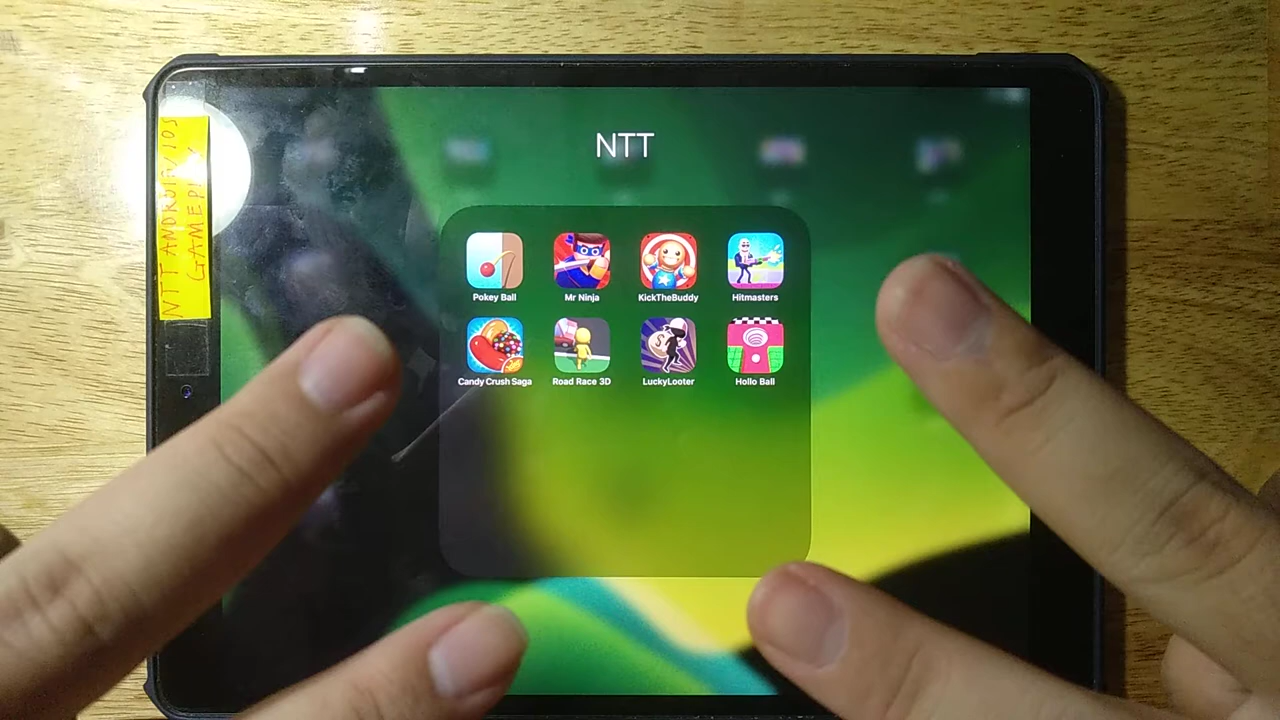 NTT ANDROID/IOS
GAMEPLAY
NTT
Pokey Ball
Mr Ninja
KickTheBuddy
Hitmasters
Candy Crush Saga
Road Race 3D
LuckyLooter
Hollo Ball